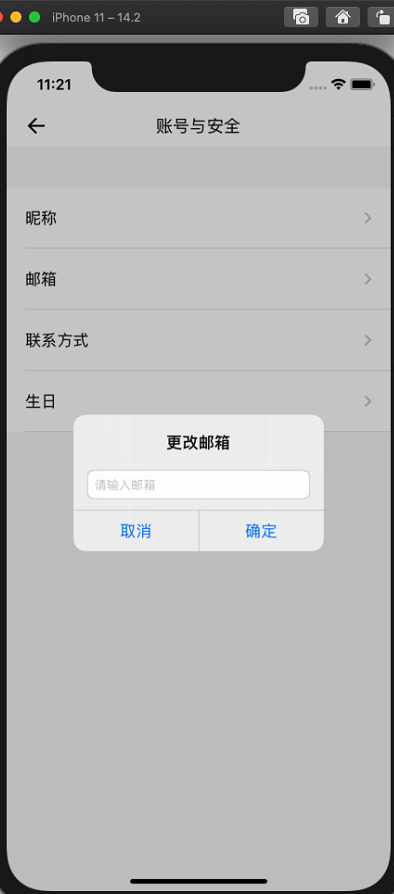 iPhone 11 – 14.2
11:21
账号与安全
昵称
邮箱
联系方式
生日
更改邮箱
请输入邮箱
取消
确定